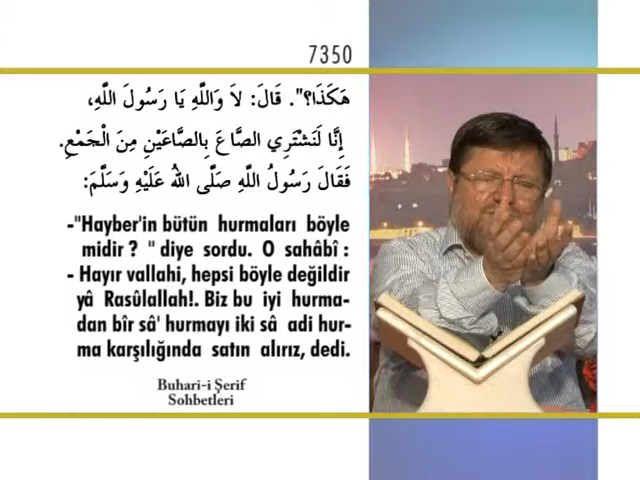 7350
هَكَذَا؟". قَالَ: لاَ وَاللَّهِ يَا رَسُولَ اللَّهِ،
إِنَّا لَنَشْتَرِي الصَّاعَ بِالصَّاعَيْنِ مِنَ الْجَمْعِ.
فَقَالَ رَسُولُ اللَّهِ صَلَّى اللهُ عَلَيْهِ وَسَلَّمَ:
-"Hayber'in bütün hurmaları böyle
midir ? " diye sordu. O sahâbî :
- Hayır vallahi, hepsi böyle değildir
yâ Rasûlallah!. Biz bu iyi hurma-
dan bîr sâ' hurmayı iki sâ adi hur-
ma karşılığında satın alırız, dedi.
Buhari-i Şerif
Sohbetleri